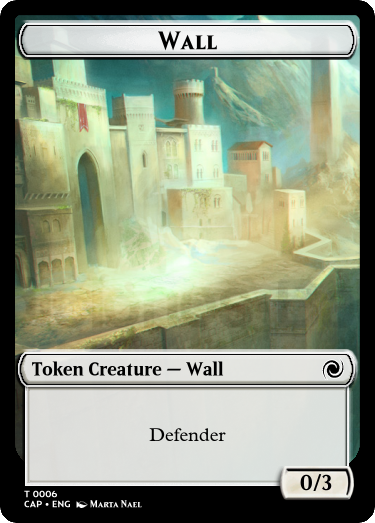 Wall
Token Creature — Wall
Defender
0/3
T 0006
CAP • ENG Marta Nael